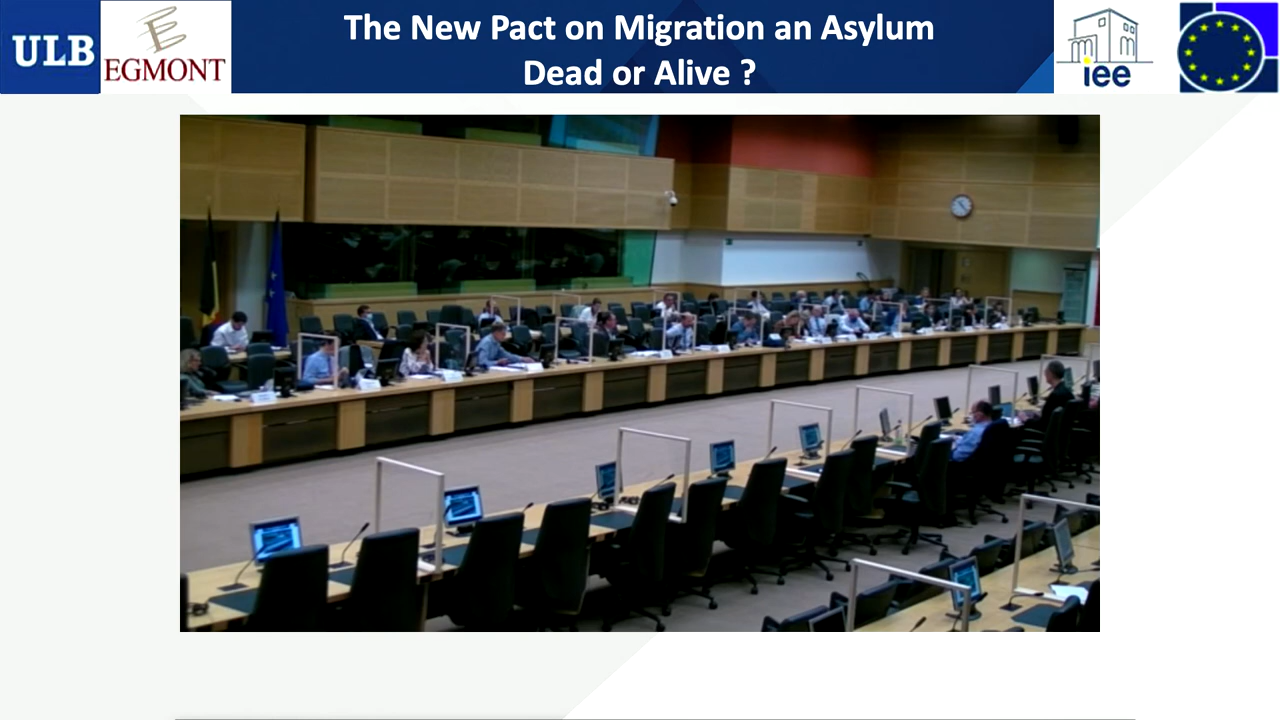 ULB
EGMONT
The New Pact on Migration an Asylum
Dead or Alive ?
iee